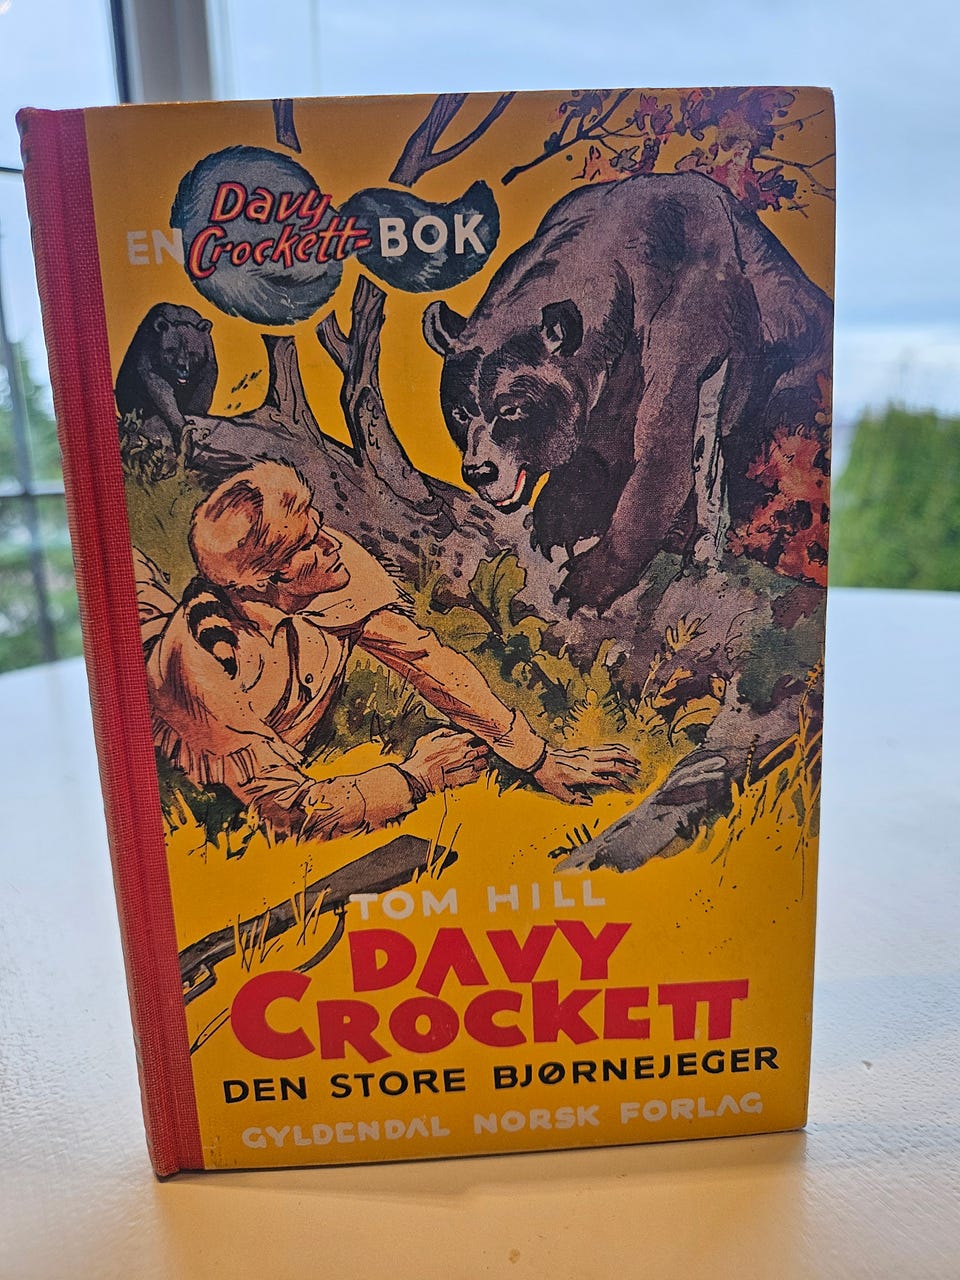 EN Davy Crockett- BOK
TOM HILL
DAVY
CROCKETT
DEN STORE BJØRNEJEGER
GYLDENDAL NORSK FORLAG